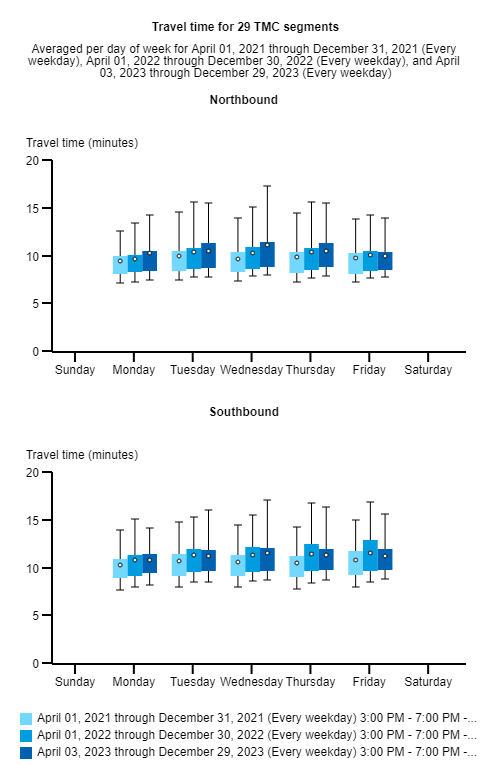 Travel time for 29 TMC segments
Averaged per day of week for April 01, 2021 through December 31, 2021 (Every
weekday), April 01, 2022 through December 30, 2022 (Every weekday), and April
03, 2023 through December 29, 2023 (Every weekday)
Northbound
Travel time (minutes)
20
15
10
5
0
Sunday Monday Tuesday Wednesday Thursday Friday Saturday
Southbound
Travel time (minutes)
20
15
10
5
0
Sunday Monday Tuesday Wednesday Thursday Friday Saturday
April 01, 2021 through December 31, 2021 (Every weekday) 3:00 PM - 7:00 PM -...
April 01, 2022 through December 30, 2022 (Every weekday) 3:00 PM - 7:00 PM -...
April 03, 2023 through December 29, 2023 (Every weekday) 3:00 PM - 7:00 PM -...